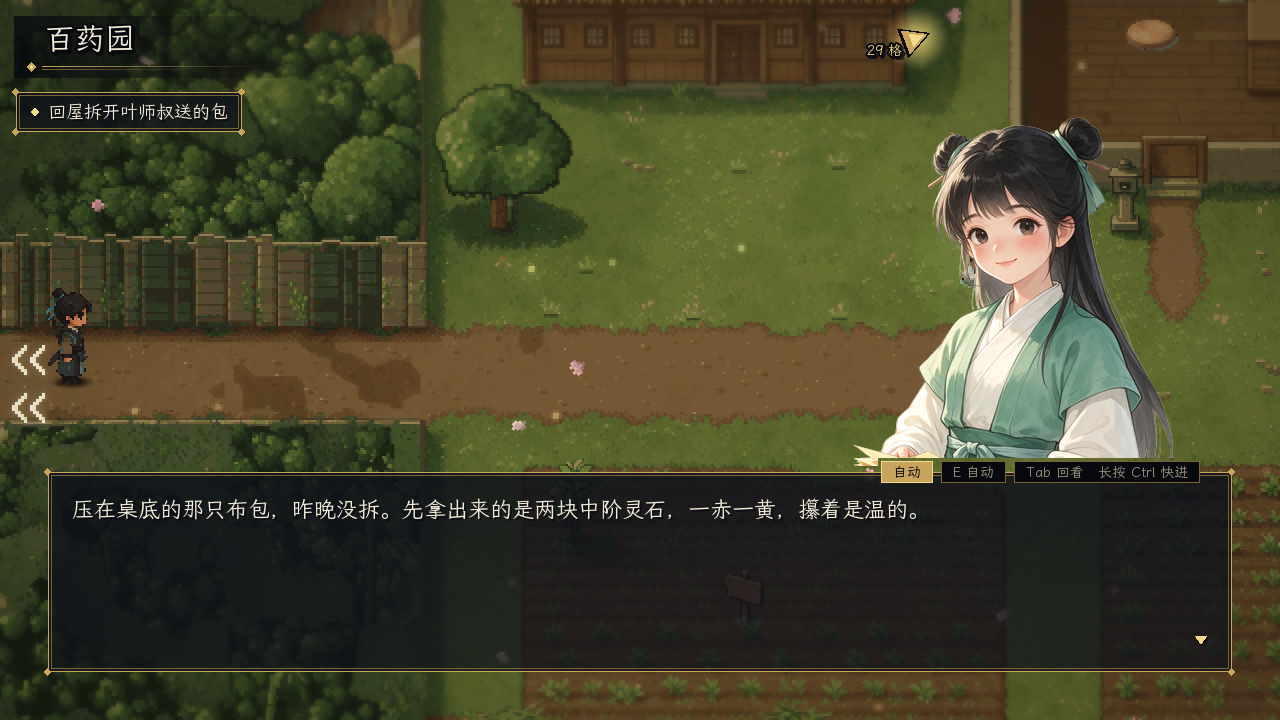 百药园
29 格
回屋拆开叶师叔送的包
自动
E 自动
Tab 回看 长按 Ctrl 快进
压在桌底的那只布包，昨晚没拆。先拿出来的是两块中阶灵石，一赤一黄，攥着是温的。